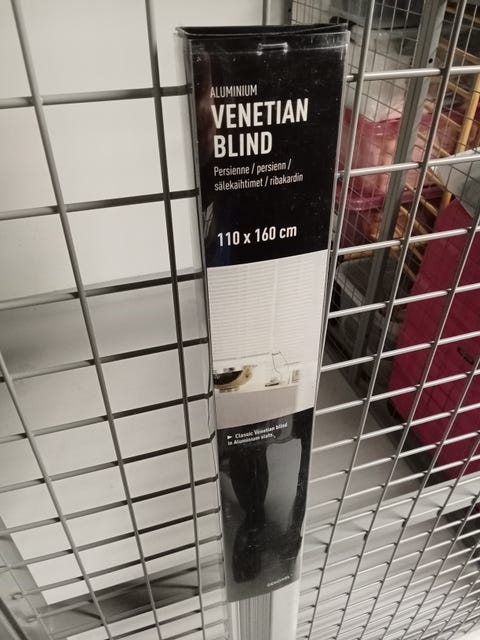 ALUMINIUM
VENETIAN
BLIND
Persienne / persienn /
sälekaihtimet / ribakardin
110 x 160 cm
► Classic Venetian blind
in Aluminium slats.